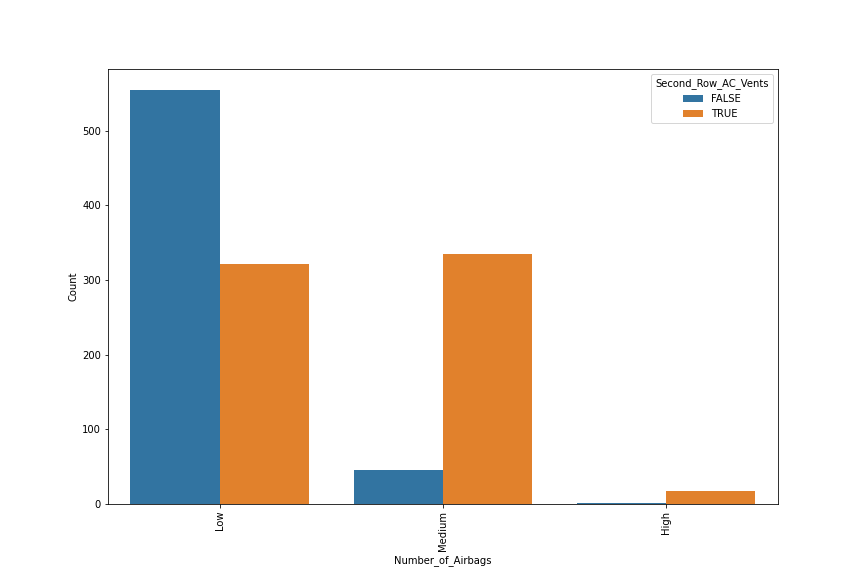 Second_Row_AC_Vents
FALSE
TRUE
500
400
300
200
100
0
Count
Low
Medium
High
Number_of_Airbags